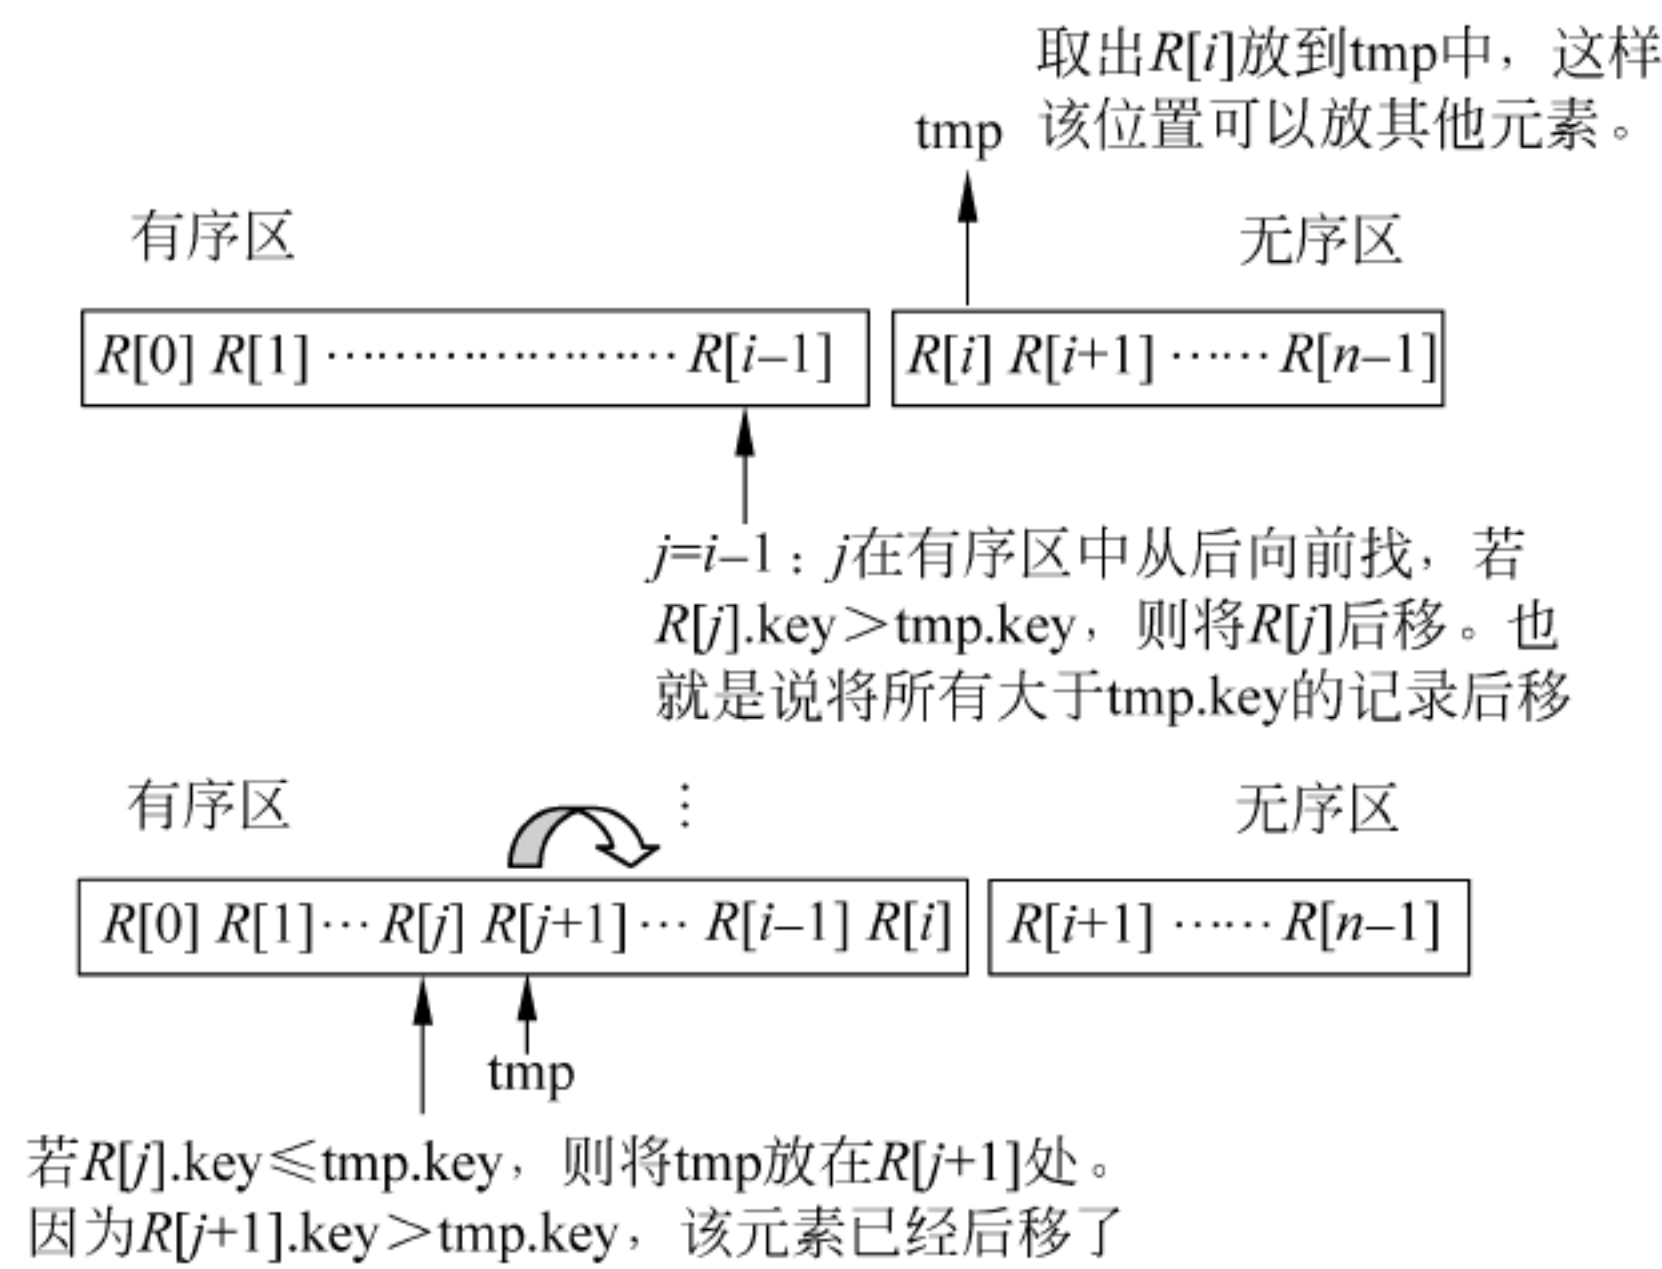 取出R[i]放到tmp中，这样
tmp 该位置可以放其他元素。
有序区 无序区
R[0] R[1] ………………… R[i–1] R[i] R[i+1] …… R[n–1]
j=i–1：j在有序区中从后向前找，若
R[j].key＞tmp.key，则将R[j]后移。也
就是说将所有大于tmp.key的记录后移
有序区 ⋮ 无序区
R[0] R[1]… R[j] R[j+1]… R[i–1] R[i] R[i+1] …… R[n–1]
tmp
若R[j].key≤tmp.key，则将tmp放在R[j+1]处。
因为R[j+1].key＞tmp.key，该元素已经后移了